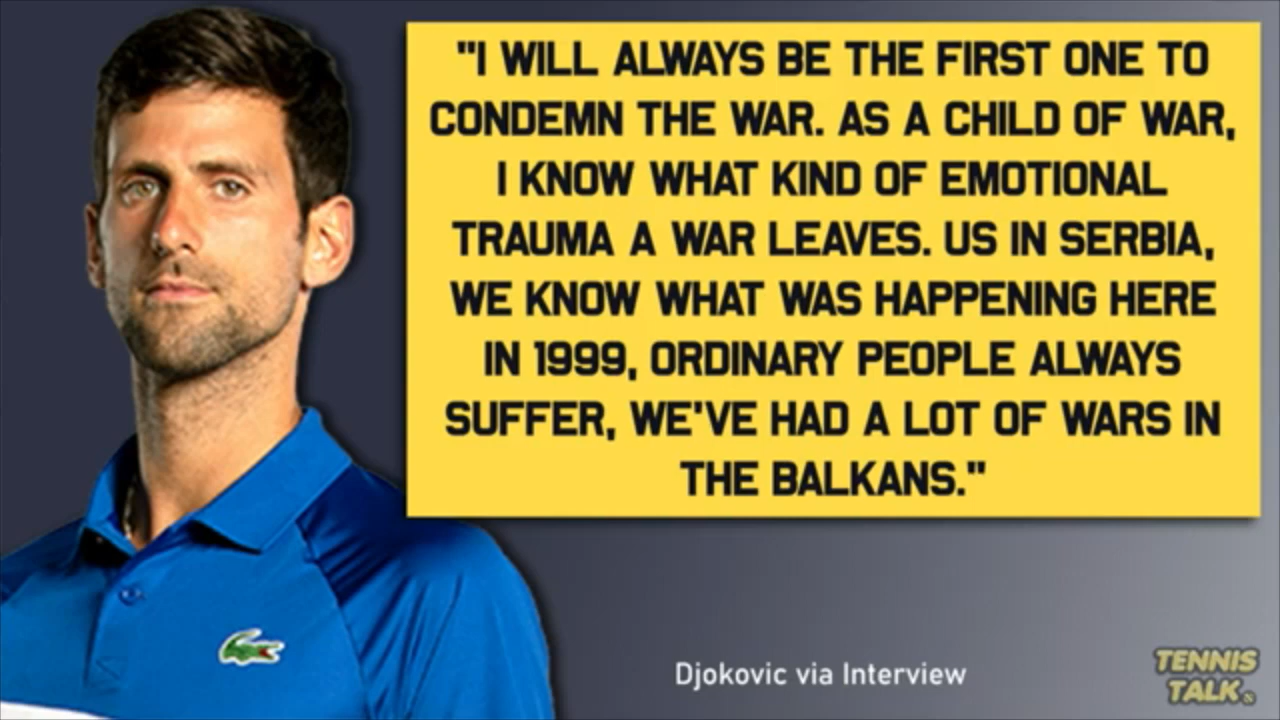 "I WILL ALWAYS BE THE FIRST ONE TO
CONDEMN THE WAR. AS A CHILD OF WAR,
I KNOW WHAT KIND OF EMOTIONAL
TRAUMA A WAR LEAVES. US IN SERBIA,
WE KNOW WHAT WAS HAPPENING HERE
IN 1999, ORDINARY PEOPLE ALWAYS
SUFFER, WE'VE HAD A LOT OF WARS IN
THE BALKANS."
Djokovic via Interview
TENNIS
TALK